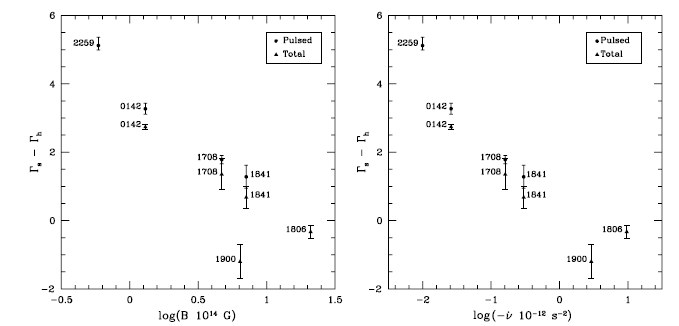 6
4
2
0
-2
Γs − Γh
2259
0142
0142
1708
1708
1841
1841
1900
1806
Pulsed
Total
-0.5 0 0.5 1 1.5
log(B 10¹⁴ G)
6
4
2
0
-2
Γs − Γh
2259
0142
0142
1708
1708
1841
1841
1900
1806
Pulsed
Total
-2 -1 0 1
log(−ν̇ 10⁻¹² s⁻²)